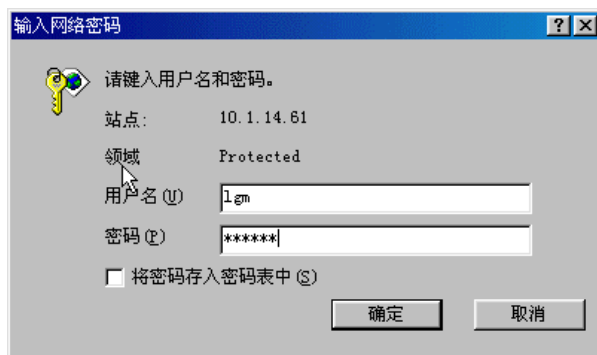 输入网络密码
请键入用户名和密码。
站点: 10.1.14.61
领域 Protected
用户名(U) lgm
密码(P) ******
将密码存入密码表中(S)
确定 取消